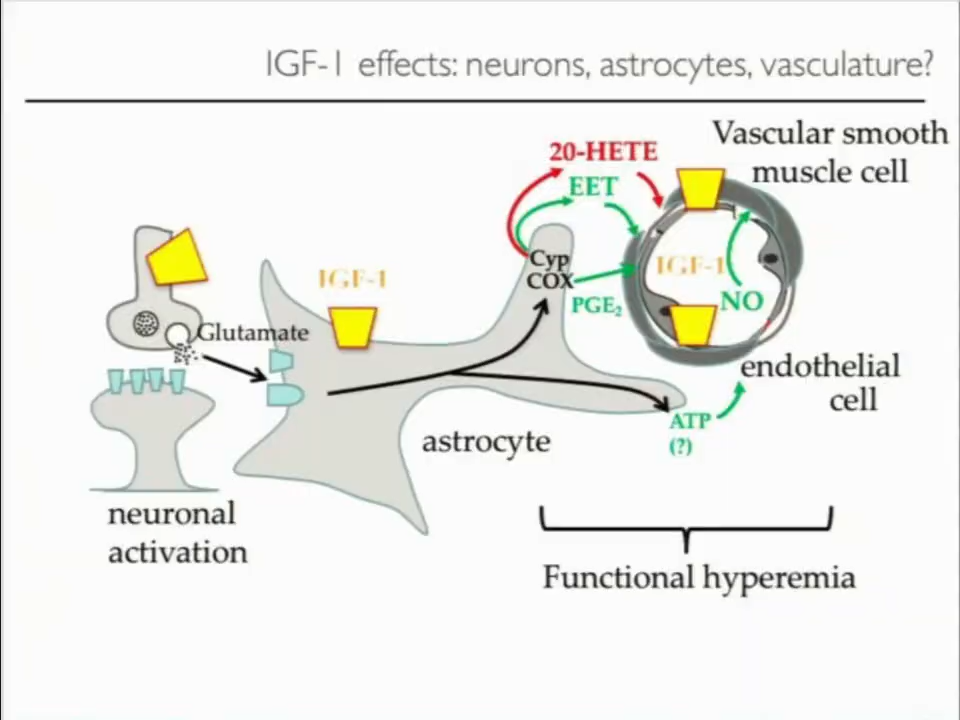 IGF-1 effects: neurons, astrocytes, vasculature?
Vascular smooth
muscle cell
20-HETE
EET
Cyp
COX
PGE₂
IGF-1
IGF-1
NO
Glutamate
endothelial
cell
ATP
(?)
astrocyte
neuronal
activation
Functional hyperemia